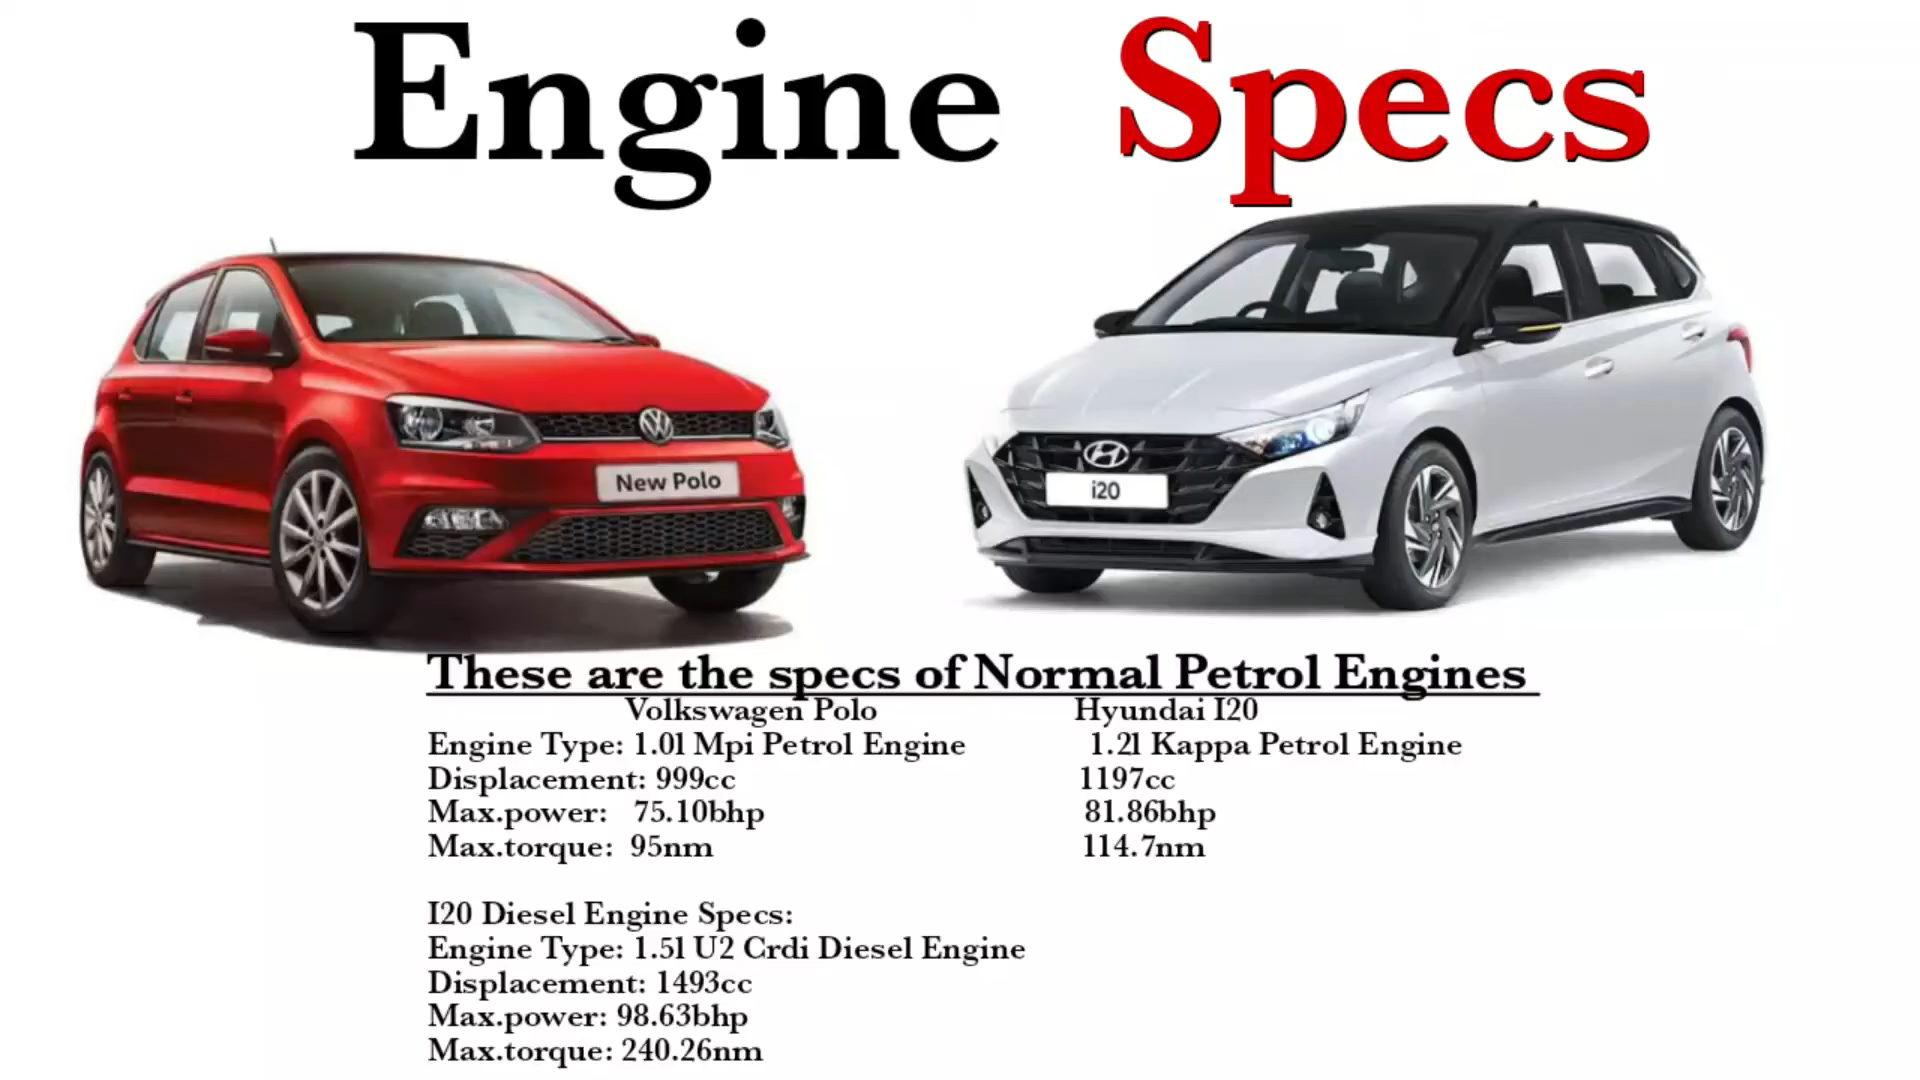 Engine Specs
New Polo
i20
These are the specs of Normal Petrol Engines
Volkswagen Polo Hyundai I20
Engine Type: 1.0l Mpi Petrol Engine 1.2l Kappa Petrol Engine
Displacement: 999cc 1197cc
Max.power: 75.10bhp 81.86bhp
Max.torque: 95nm 114.7nm
I20 Diesel Engine Specs:
Engine Type: 1.5l U2 Crdi Diesel Engine
Displacement: 1493cc
Max.power: 98.63bhp
Max.torque: 240.26nm